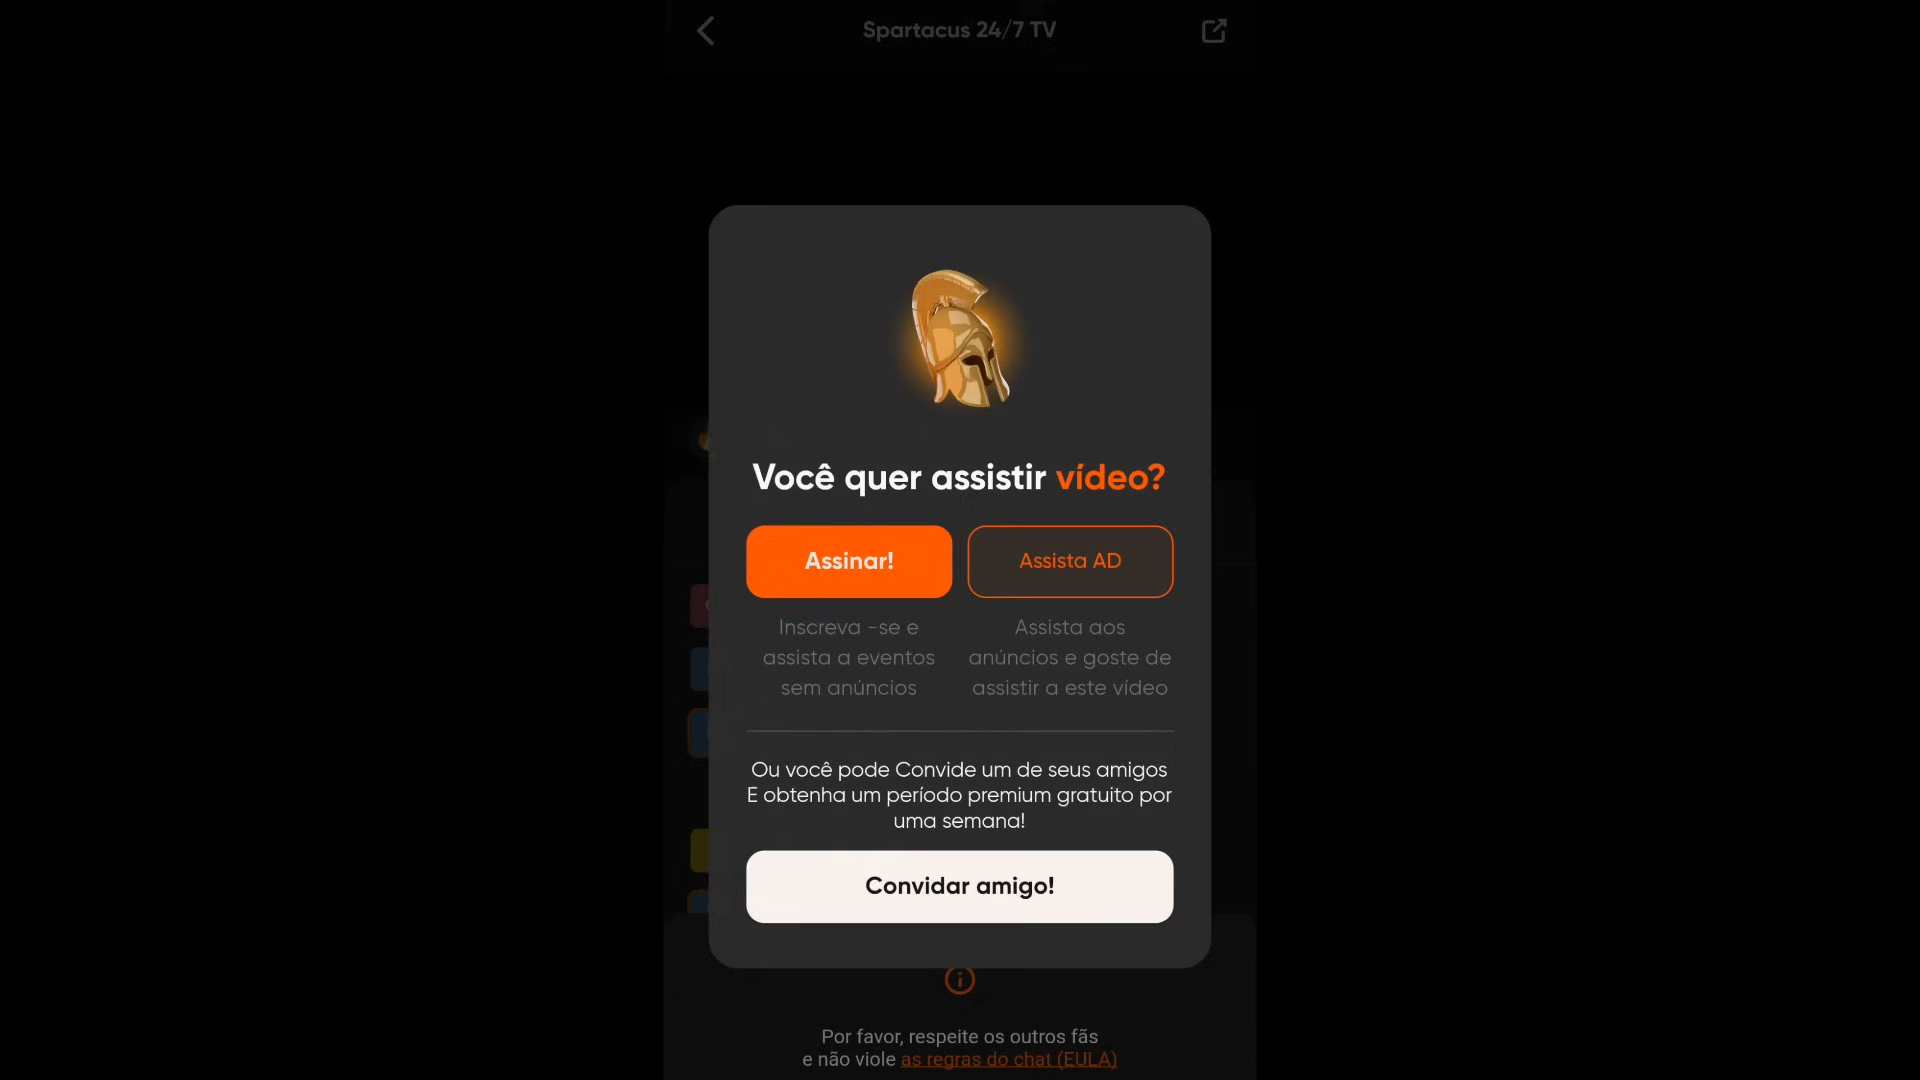 Spartacus 24/7 TV
Você quer assistir vídeo?
Assinar!
Assista AD
Inscreva -se e
assista a eventos
sem anúncios
Assista aos
anúncios e goste de
assistir a este vídeo
Ou você pode Convide um de seus amigos
E obtenha um período premium gratuito por
uma semana!
Convidar amigo!
Por favor, respeite os outros fãs
e não viole as regras do chat (EULA)